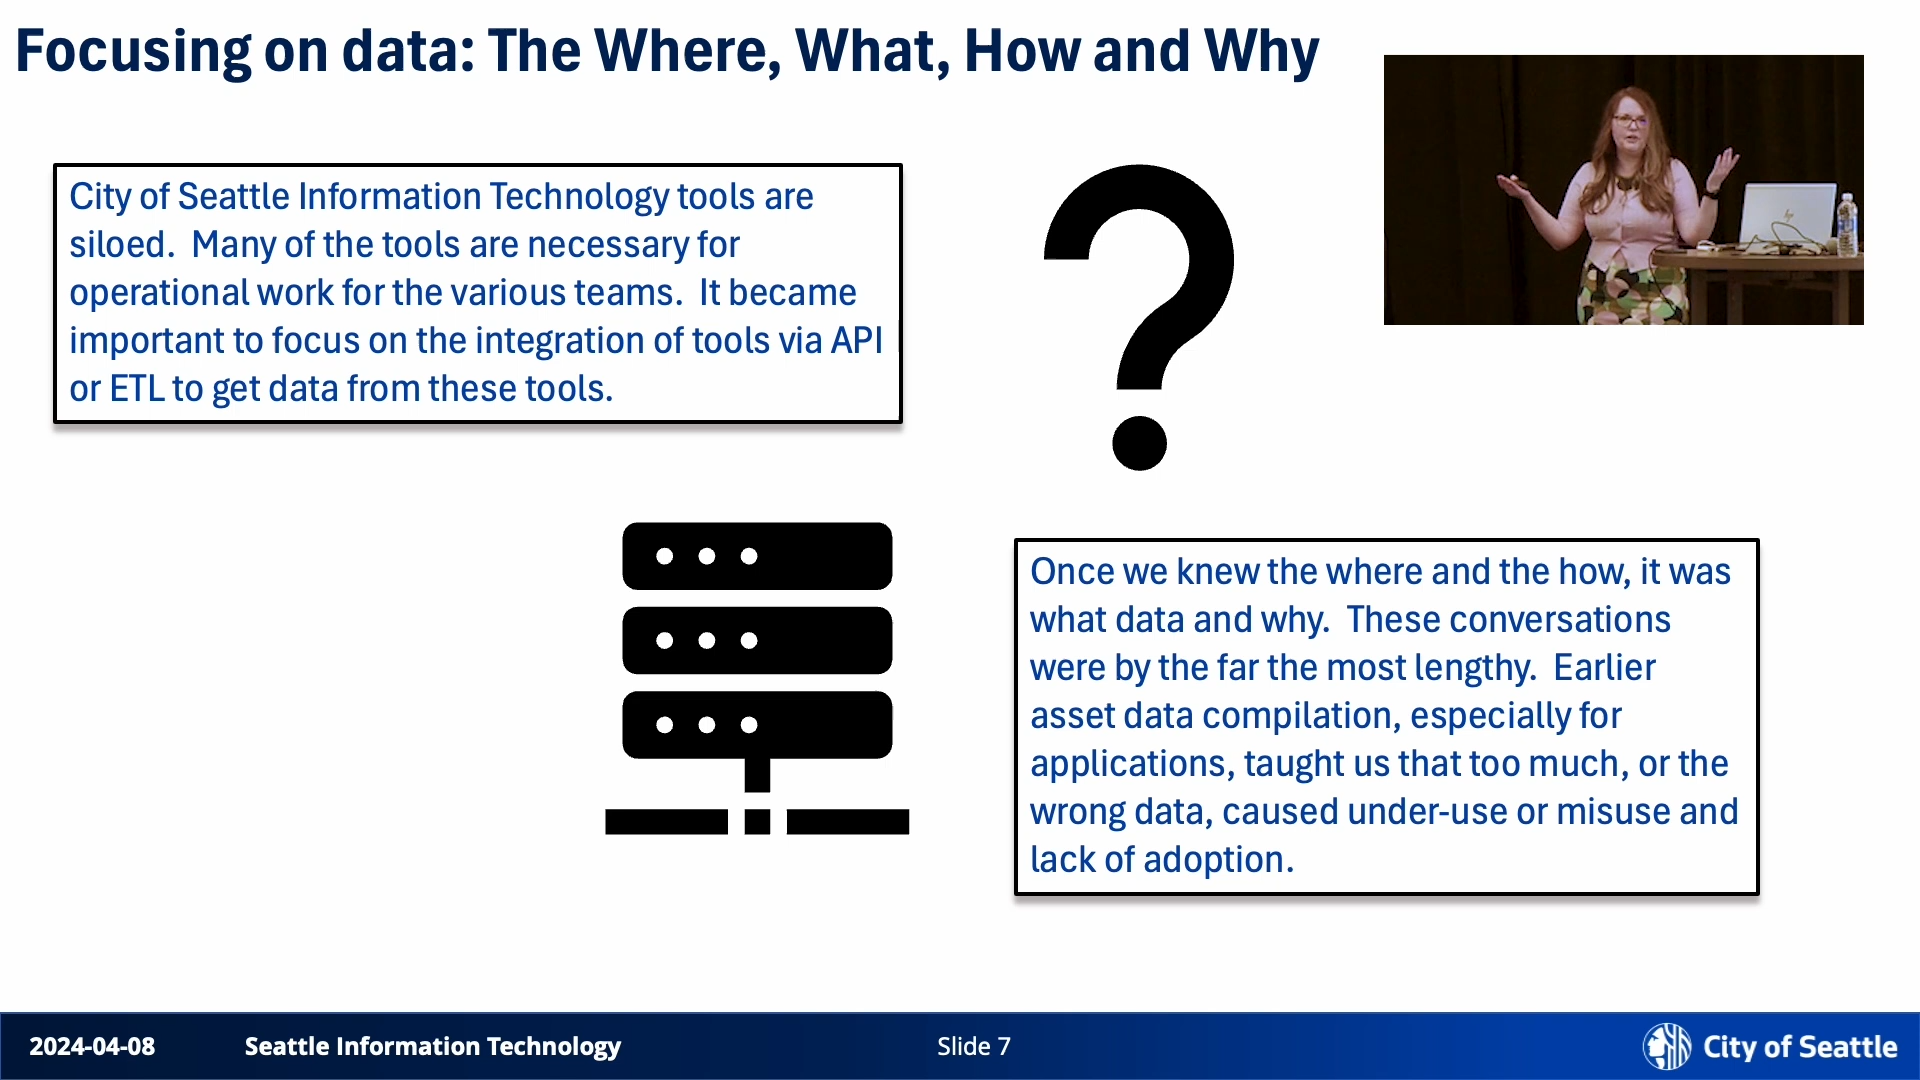 Focusing on data: The Where, What, How and Why
City of Seattle Information Technology tools are
siloed.  Many of the tools are necessary for
operational work for the various teams.  It became
important to focus on the integration of tools via API
or ETL to get data from these tools.
Once we knew the where and the how, it was
what data and why.  These conversations
were by the far the most lengthy.  Earlier
asset data compilation, especially for
applications, taught us that too much, or the
wrong data, caused under-use or misuse and
lack of adoption.
2024-04-08
Seattle Information Technology
Slide 7
City of Seattle